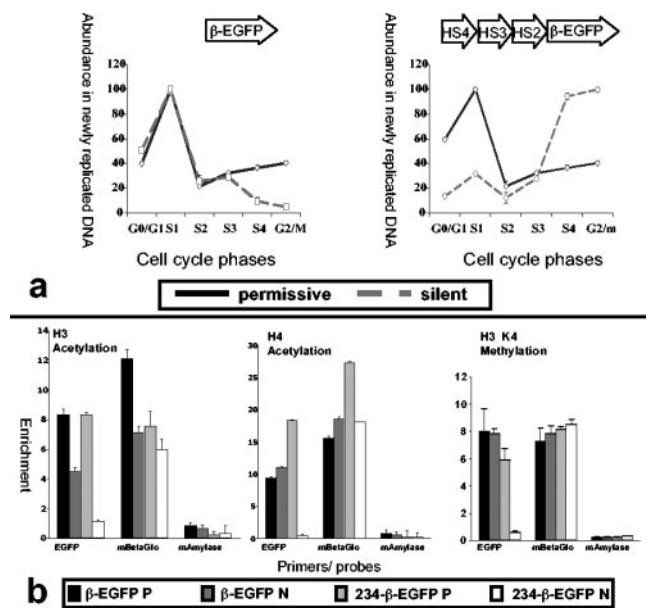 β-EGFP
HS4 HS3 HS2 β-EGFP
Abundance in newly replicated DNA
120
100
80
60
40
20
0
G0/G1 S1 S2 S3 S4 G2/M
Cell cycle phases
Abundance in newly replicated DNA
120
100
80
60
40
20
0
G0/G1 S1 S2 S3 S4 G2/m
Cell cycle phases
a
permissive silent
H3
Acetylation
Enrichment
14
12
10
8
6
4
2
0
EGFP mBetaGlo mAmylase
H4
Acetylation
30
25
20
15
10
5
0
EGFP mBetaGlo mAmylase
H3 K4
Methylation
12
10
8
6
4
2
0
EGFP mBetaGlo mAmylase
Primers/ probes
b
β-EGFP P β-EGFP N 234-β-EGFP P 234-β-EGFP N